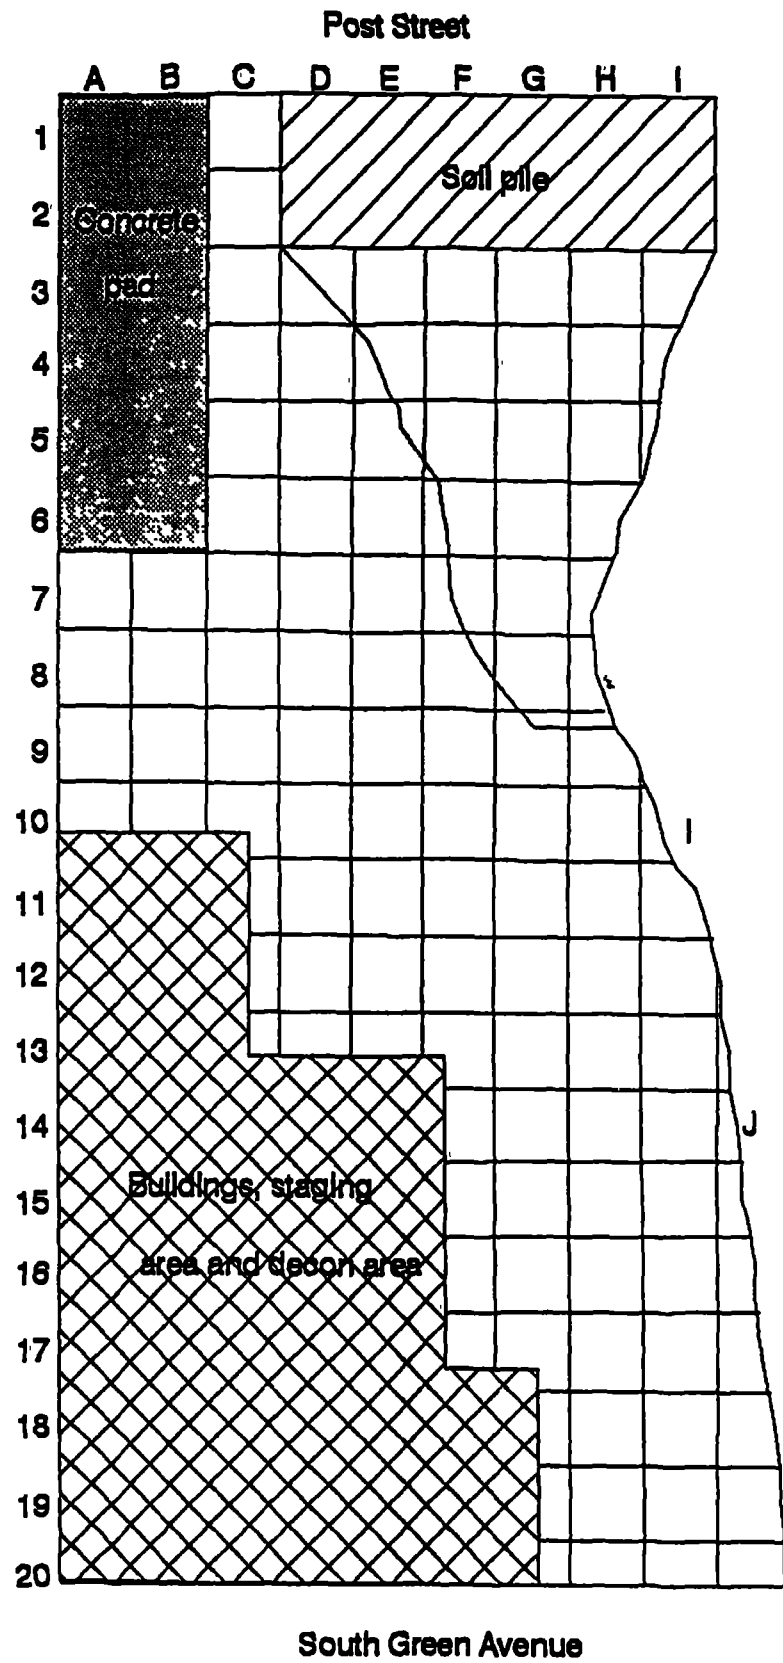 Post Street
A B C D E F G H I
1
Soil pile
2
Concrete
pad
3
4
5
6
7
8
9
10
I
11
12
13
14
J
Buildings, staging
15
area and decon area
16
17
18
19
20
South Green Avenue